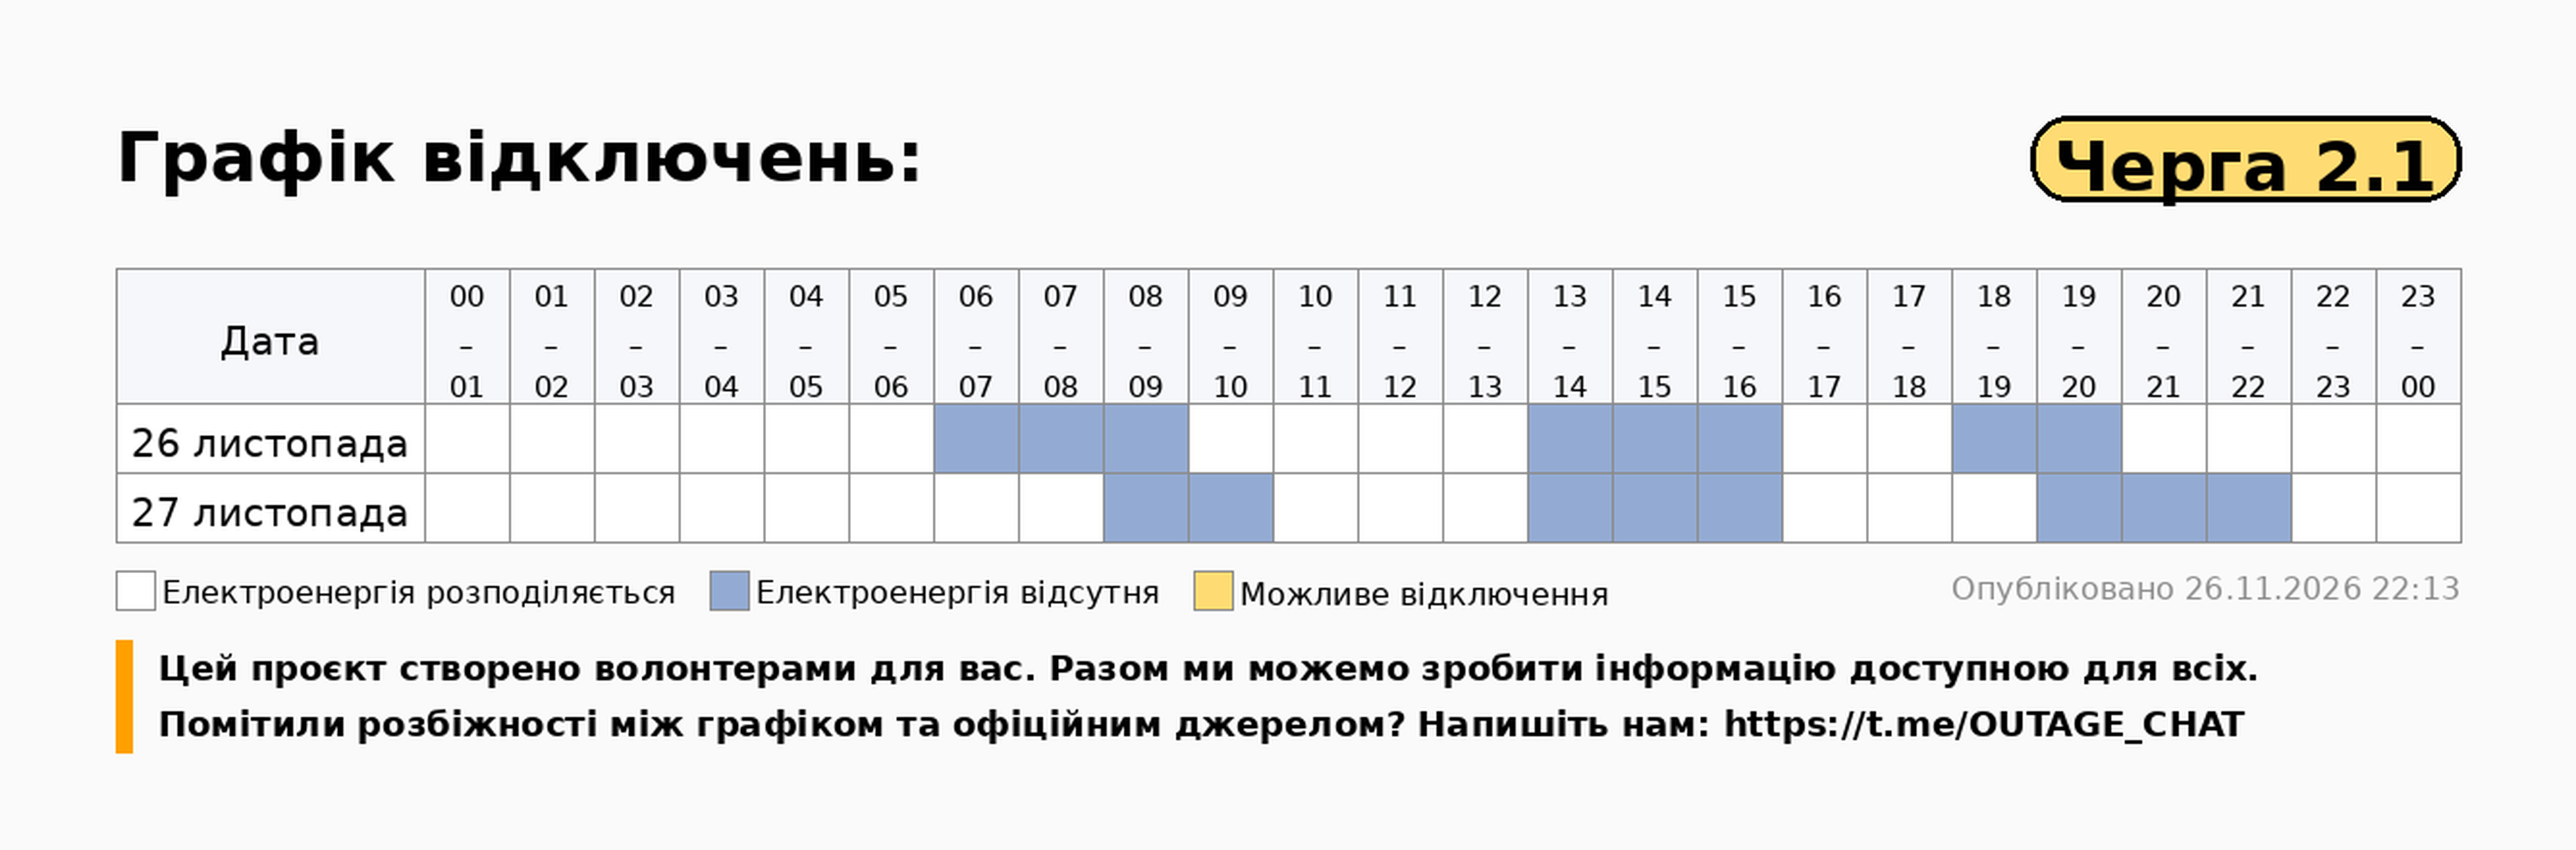 Графік відключень:
Черга 2.1
Дата
00 – 01
01 – 02
02 – 03
03 – 04
04 – 05
05 – 06
06 – 07
07 – 08
08 – 09
09 – 10
10 – 11
11 – 12
12 – 13
13 – 14
14 – 15
15 – 16
16 – 17
17 – 18
18 – 19
19 – 20
20 – 21
21 – 22
22 – 23
23 – 00
26 листопада
27 листопада
Електроенергія розподіляється
Електроенергія відсутня
Можливе відключення
Опубліковано 26.11.2026 22:13
Цей проєкт створено волонтерами для вас. Разом ми можемо зробити інформацію доступною для всіх.
Помітили розбіжності між графіком та офіційним джерелом? Напишіть нам: https://t.me/OUTAGE_CHAT